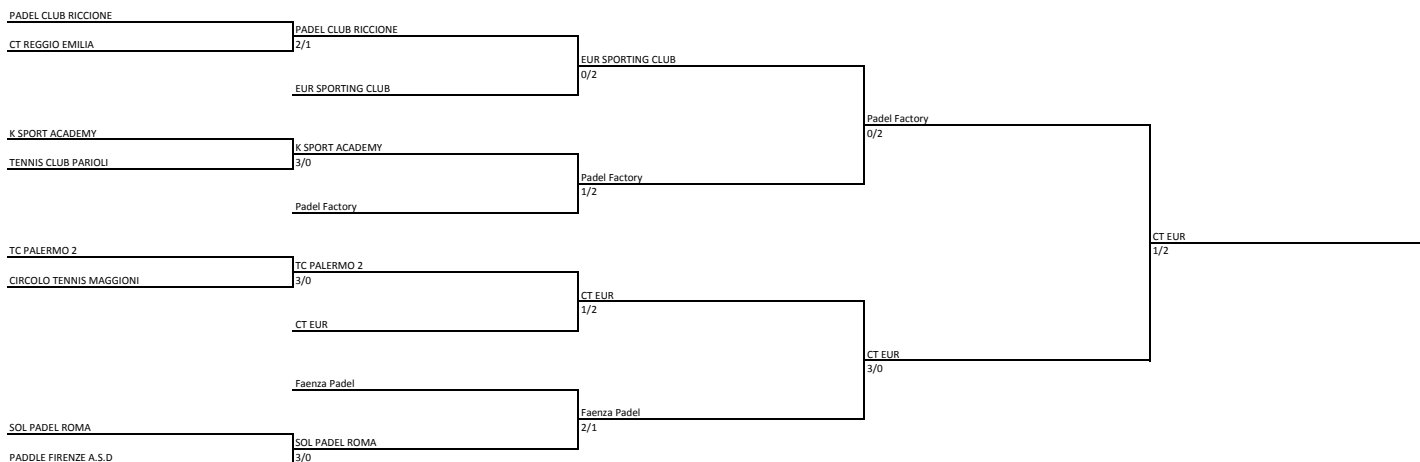 PADEL CLUB RICCIONE
PADEL CLUB RICCIONE
CT REGGIO EMILIA
2/1
EUR SPORTING CLUB
0/2
EUR SPORTING CLUB
Padel Factory
0/2
K SPORT ACADEMY
K SPORT ACADEMY
TENNIS CLUB PARIOLI
3/0
Padel Factory
1/2
Padel Factory
CT EUR
1/2
TC PALERMO 2
TC PALERMO 2
CIRCOLO TENNIS MAGGIONI
3/0
CT EUR
1/2
CT EUR
CT EUR
3/0
Faenza Padel
Faenza Padel
2/1
SOL PADEL ROMA
SOL PADEL ROMA
PADDLE FIRENZE A.S.D
3/0